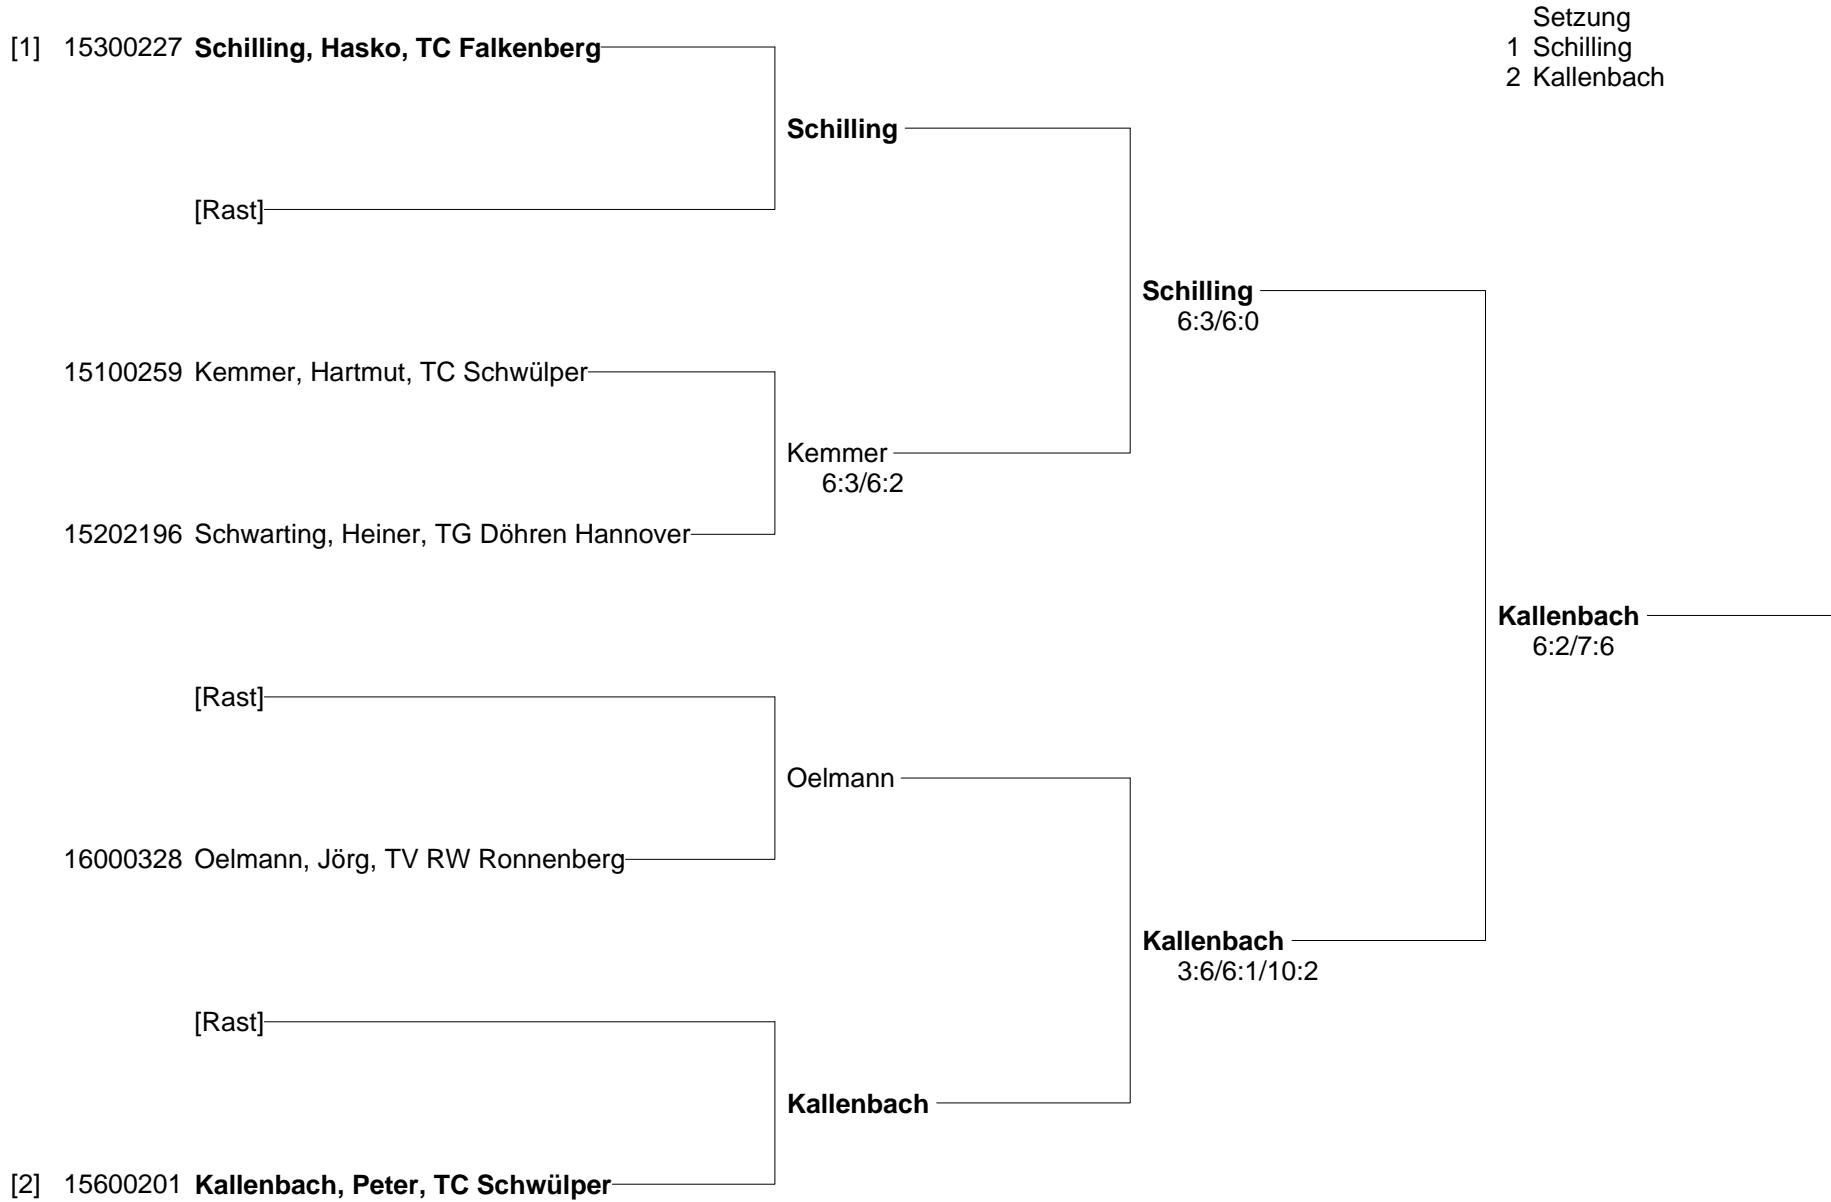 Setzung
1 Schilling
2 Kallenbach
[1] 15300227 Schilling, Hasko, TC Falkenberg
Schilling
[Rast]
Schilling
6:3/6:0
15100259 Kemmer, Hartmut, TC Schwülper
Kemmer
6:3/6:2
15202196 Schwarting, Heiner, TG Döhren Hannover
Kallenbach
6:2/7:6
[Rast]
Oelmann
16000328 Oelmann, Jörg, TV RW Ronnenberg
Kallenbach
3:6/6:1/10:2
[Rast]
Kallenbach
[2] 15600201 Kallenbach, Peter, TC Schwülper